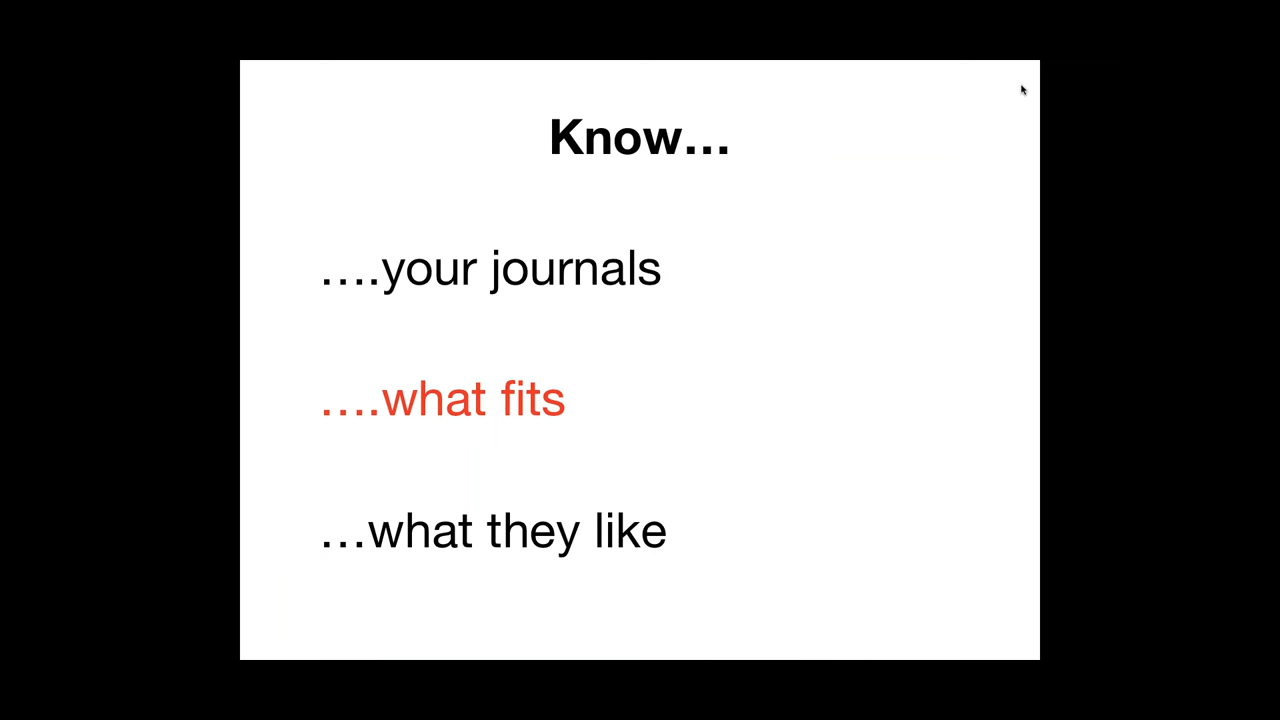 Know…
….your journals
….what fits
…what they like